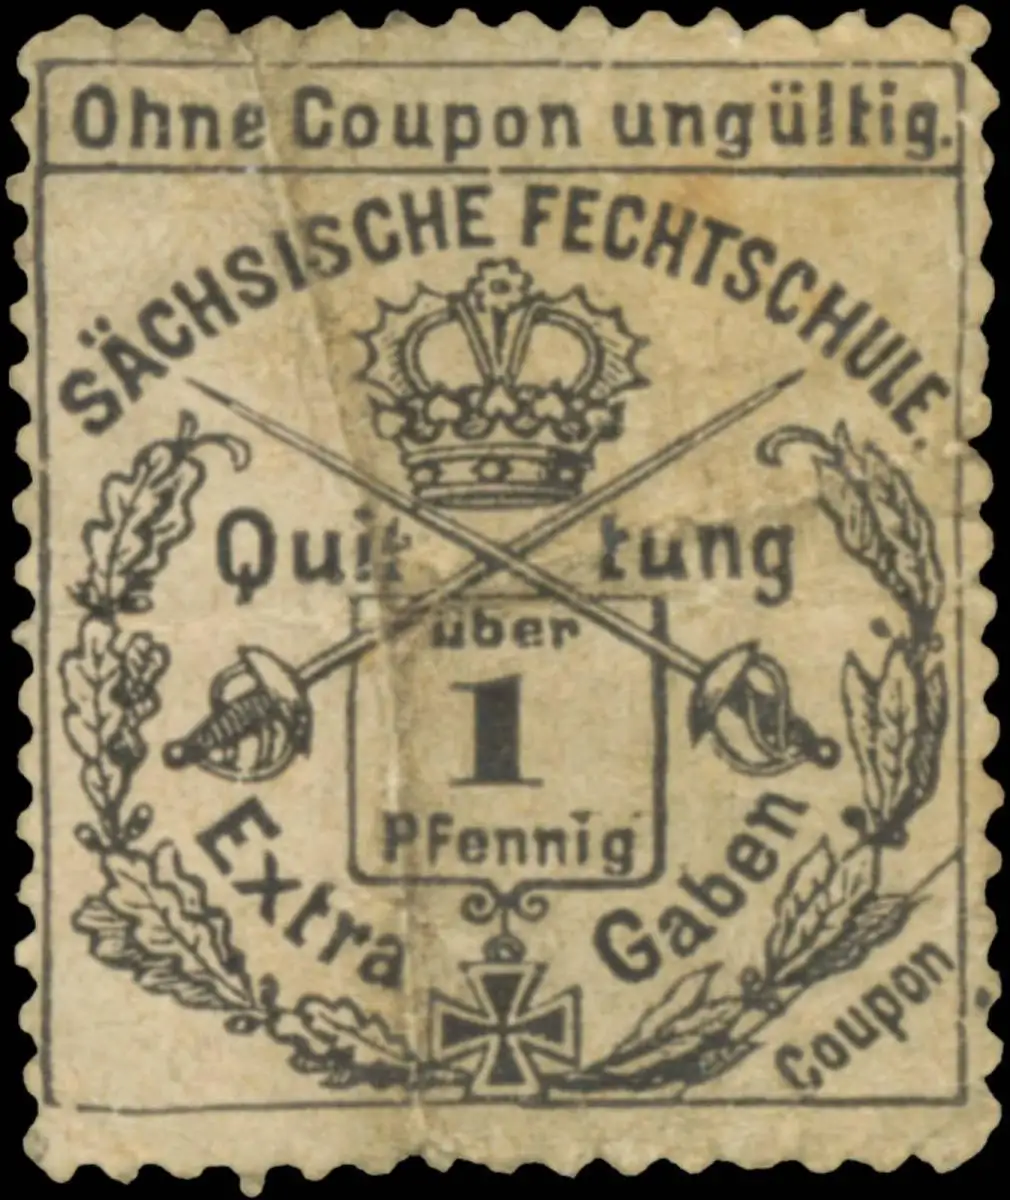 Ohne Coupon ungültig.
SÄCHSISCHE FECHTSCHULE.
Quittung
über
1
Pfennig
Extra Gaben
Coupon